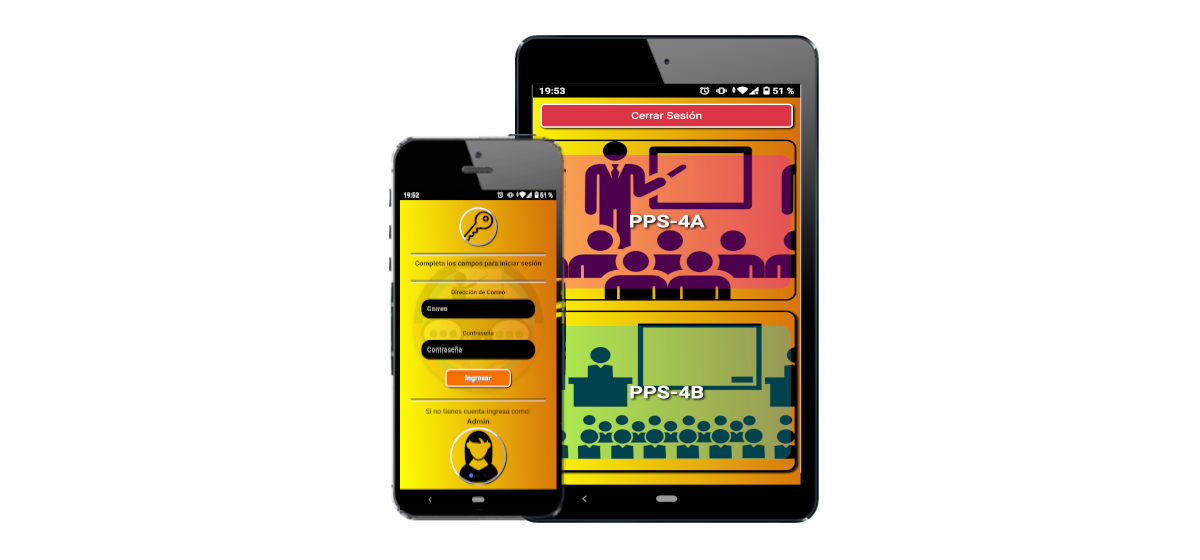 19:52
51 %
Completa los campos para iniciar sesión
Dirección de Correo
Correo
Contraseña
Contraseña
Ingresar
Si no tienes cuenta ingresa como:
Admin
19:53
51 %
Cerrar Sesión
PPS-4A
PPS-4B